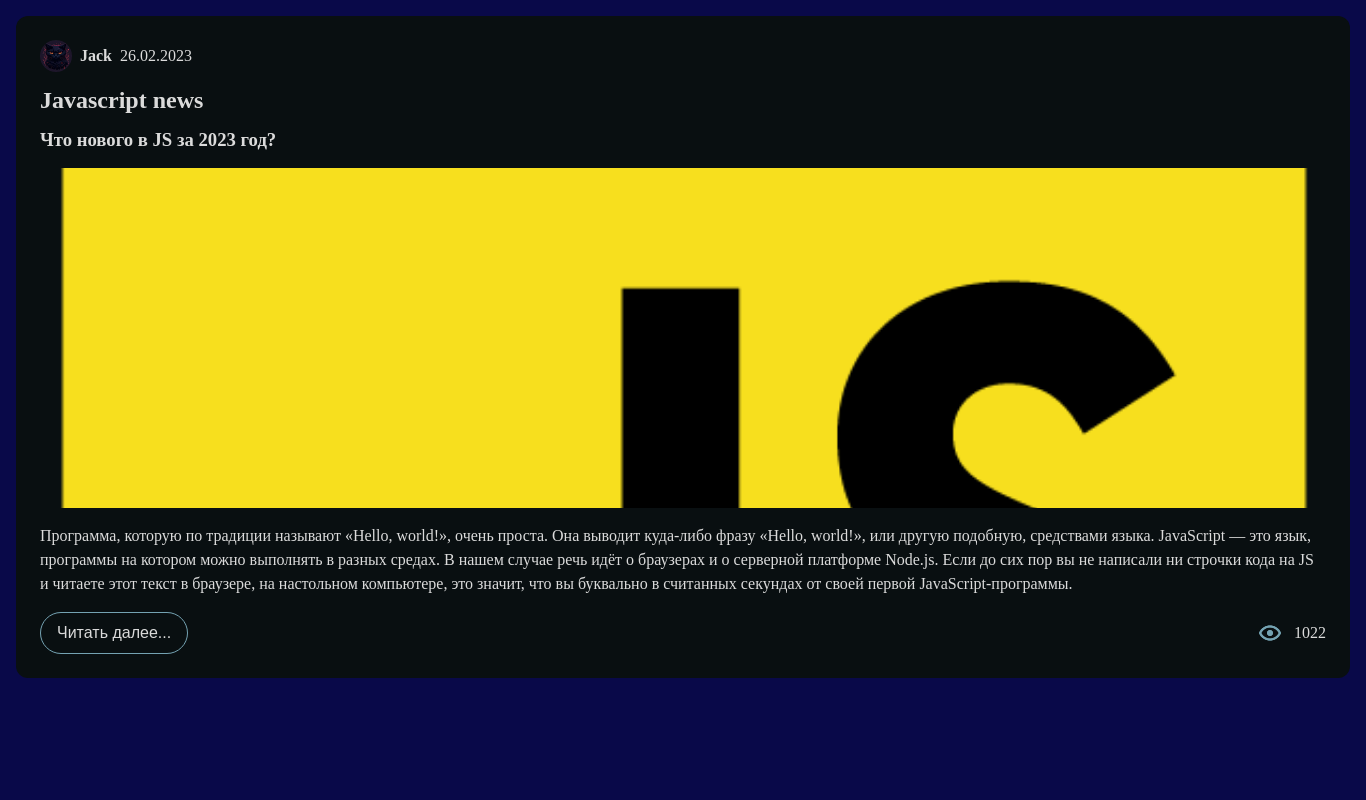 Jack 26.02.2023
Javascript news
Что нового в JS за 2023 год?
JS
Программа, которую по традиции называют «Hello, world!», очень проста. Она выводит куда-либо фразу «Hello, world!», или другую подобную, средствами языка. JavaScript — это язык,
программы на котором можно выполнять в разных средах. В нашем случае речь идёт о браузерах и о серверной платформе Node.js. Если до сих пор вы не написали ни строчки кода на JS
и читаете этот текст в браузере, на настольном компьютере, это значит, что вы буквально в считанных секундах от своей первой JavaScript-программы.
Читать далее... 1022